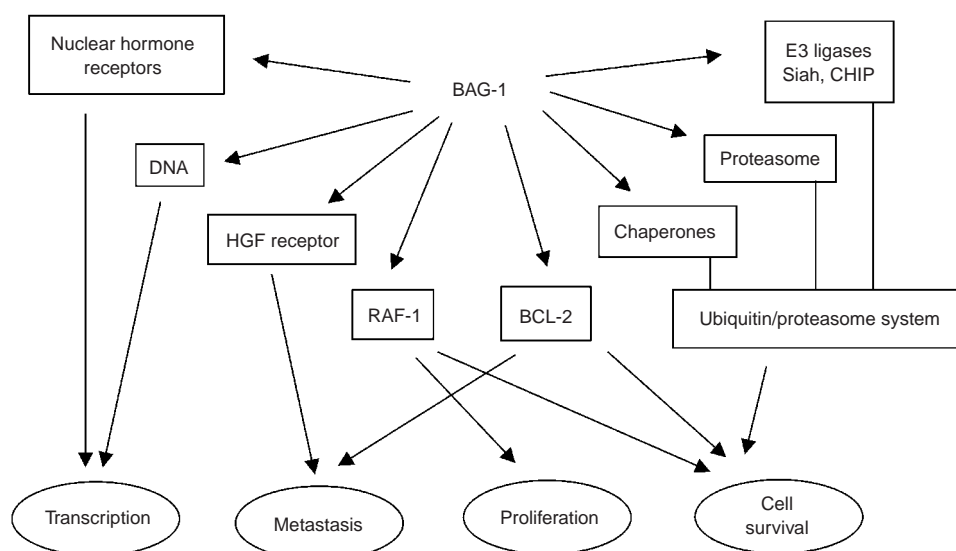 Nuclear hormone
receptors
BAG-1
E3 ligases
Siah, CHIP
DNA
Proteasome
HGF receptor
Chaperones
RAF-1
BCL-2
Ubiquitin/proteasome system
Transcription
Metastasis
Proliferation
Cell
survival